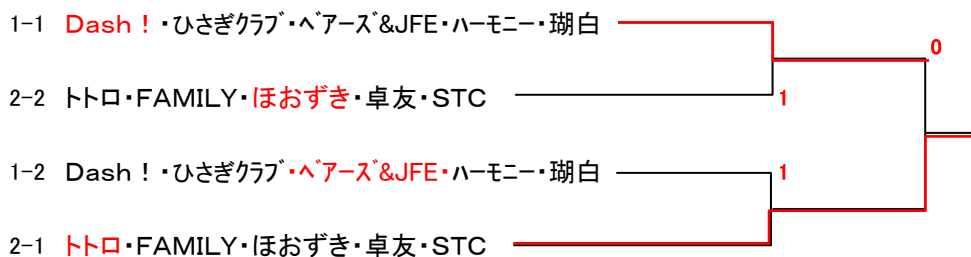 1-1 Dash！・ひさぎクラブ・ベアーズ&JFE・ハーモニー・瑚白
0
2-2 トトロ・FAMILY・ほおずき・卓友・STC
1
1-2 Dash！・ひさぎクラブ・ベアーズ&JFE・ハーモニー・瑚白
1
2-1 トトロ・FAMILY・ほおずき・卓友・STC